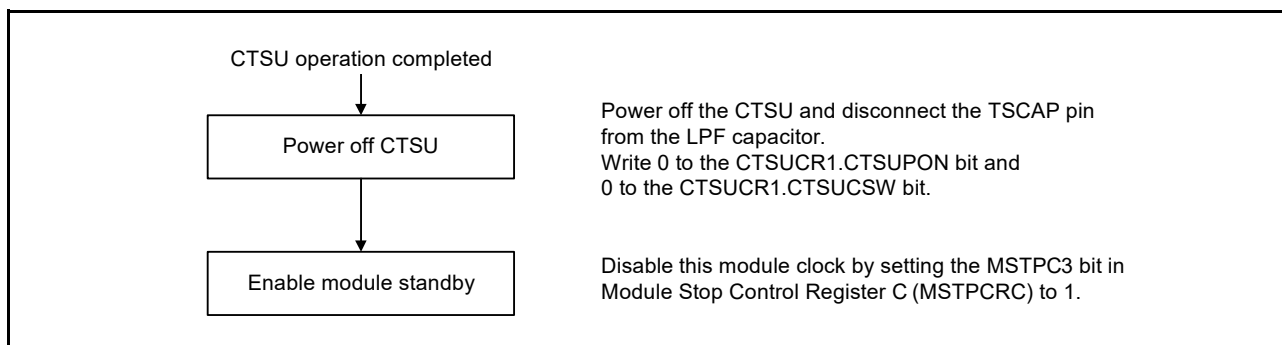 CTSU operation completed
Power off CTSU
Power off the CTSU and disconnect the TSCAP pin
from the LPF capacitor.
Write 0 to the CTSUCR1.CTSUPON bit and
0 to the CTSUCR1.CTSUCSW bit.
Enable module standby
Disable this module clock by setting the MSTPC3 bit in
Module Stop Control Register C (MSTPCRC) to 1.